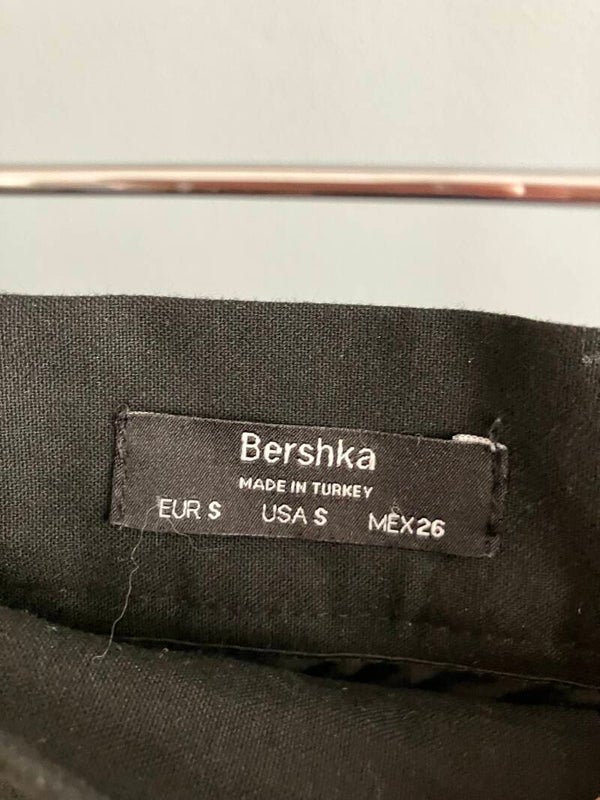 Bershka
MADE IN TURKEY
EUR S USA S MEX 26